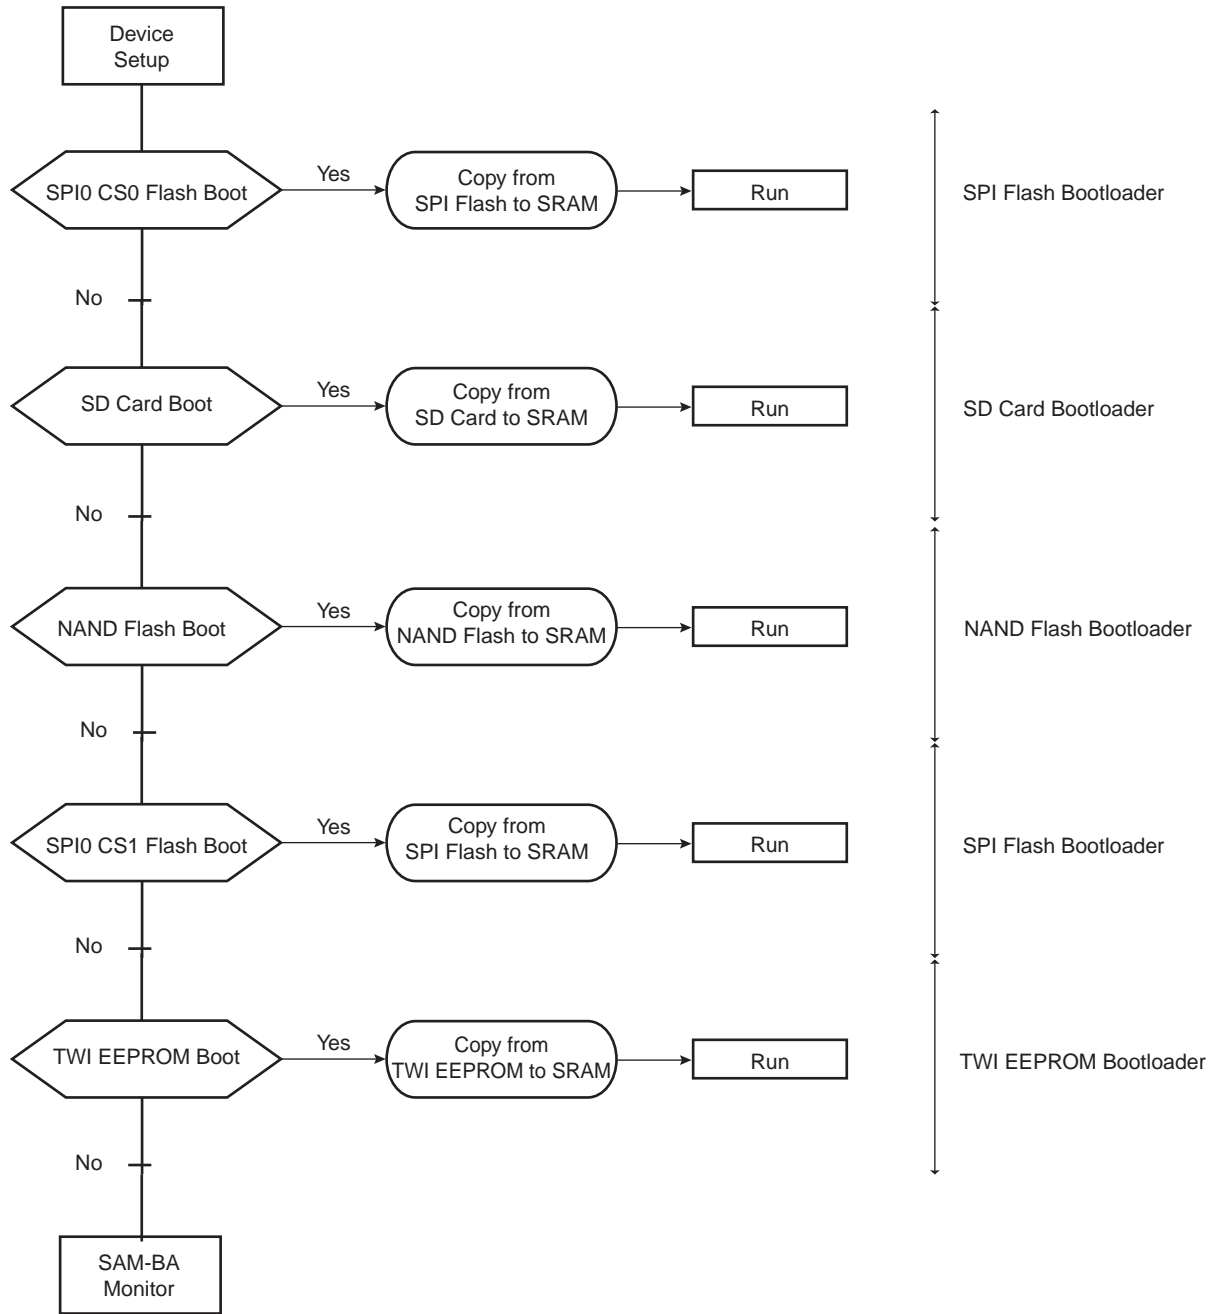 Device
Setup
SPI0 CS0 Flash Boot
Yes
Copy from
SPI Flash to SRAM
Run
SPI Flash Bootloader
No
SD Card Boot
Yes
Copy from
SD Card to SRAM
Run
SD Card Bootloader
No
NAND Flash Boot
Yes
Copy from
NAND Flash to SRAM
Run
NAND Flash Bootloader
No
SPI0 CS1 Flash Boot
Yes
Copy from
SPI Flash to SRAM
Run
SPI Flash Bootloader
No
TWI EEPROM Boot
Yes
Copy from
TWI EEPROM to SRAM
Run
TWI EEPROM Bootloader
No
SAM-BA
Monitor